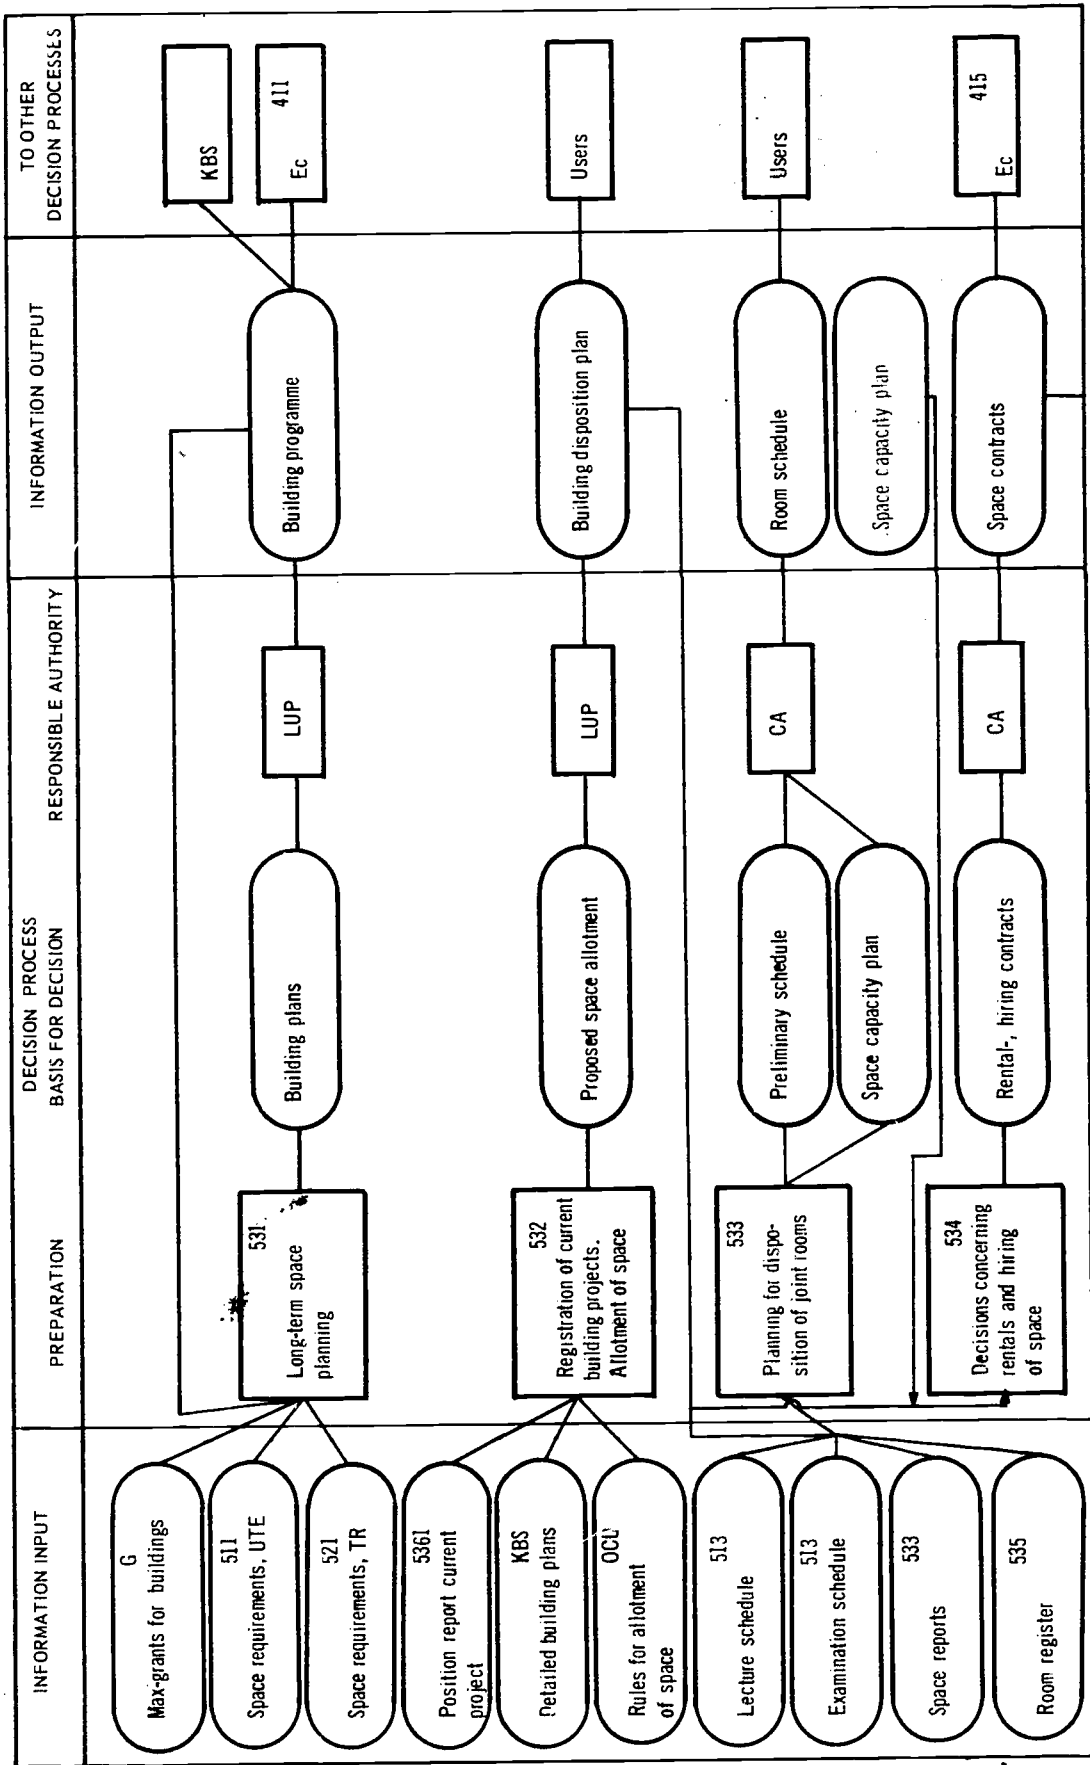 INFORMATION INPUT
DECISION PROCESS
PREPARATION
BASIS FOR DECISION
RESPONSIBLE AUTHORITY
INFORMATION OUTPUT
TO OTHER
DECISION PROCESSES
G
Max-grants for buildings
511
Space requirements, UTE
521
Space requirements, TR
531
Long-term space
planning
Building plans
LUP
Building programme
KBS
411
Ec
5361
Position report current
project
KBS
Detailed building plans
OCU
Rules for allotment
of space
532
Registration of current
building projects.
Allotment of space
Proposed space allotment
LUP
Building disposition plan
Users
513
Lecture schedule
513
Examination schedule
533
Space reports
535
Room register
533
Planning for dispo-
sition of joint rooms
Preliminary schedule
Space capacity plan
CA
Room schedule
Space capacity plan
Users
534
Decisions concerning
rentals and hiring
of space
Rental-, hiring contracts
CA
Space contracts
415
Ec